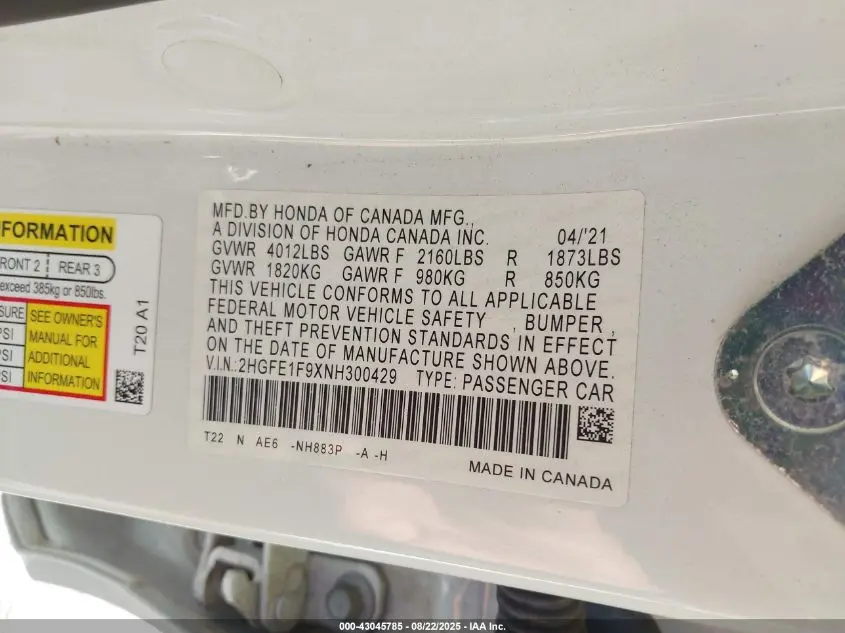 NFORMATION
FRONT 2 REAR 3
exceed 385kg or 850lbs.
SURE SEE OWNER'S
PSI MANUAL FOR
PSI ADDITIONAL
PSI INFORMATION
T20 A1
MFD.BY HONDA OF CANADA MFG.,
A DIVISION OF HONDA CANADA INC. 04/'21
GVWR 4012LBS GAWR F 2160LBS R 1873LBS
GVWR 1820KG GAWR F 980KG R 850KG
THIS VEHICLE CONFORMS TO ALL APPLICABLE
FEDERAL MOTOR VEHICLE SAFETY , BUMPER ,
AND THEFT PREVENTION STANDARDS IN EFFECT
ON THE DATE OF MANUFACTURE SHOWN ABOVE.
V.I.N.:2HGFE1F9XNH300429 TYPE: PASSENGER CAR
T22 N AE6 -NH883P -A -H
MADE IN CANADA
000-43045785 - 08/22/2025 - IAA Inc.